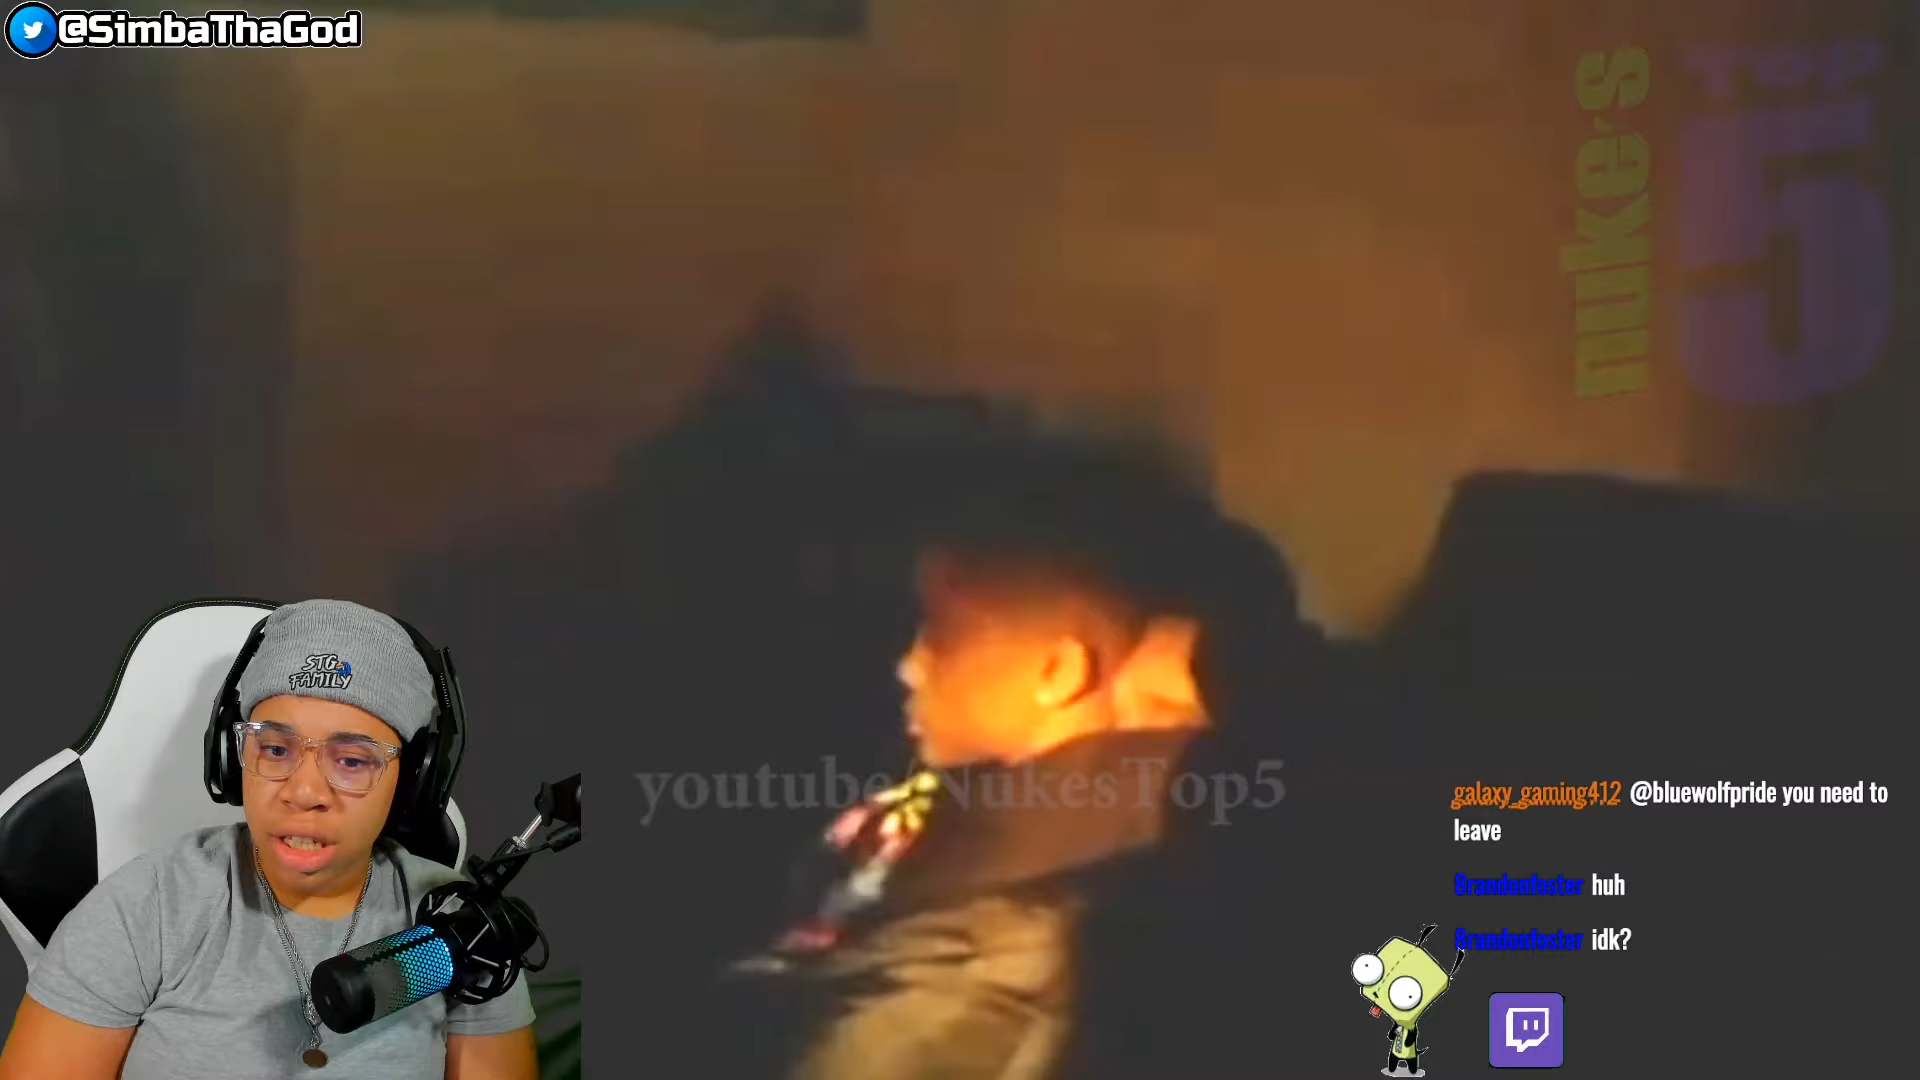 @SimbaThaGod
nuke's
TOP
5
STG
FAMILY
youtube NukesTop5
galaxy_gaming412 @bluewolfpride you need to
leave
Brandonfoster huh
Brandonfoster idk?